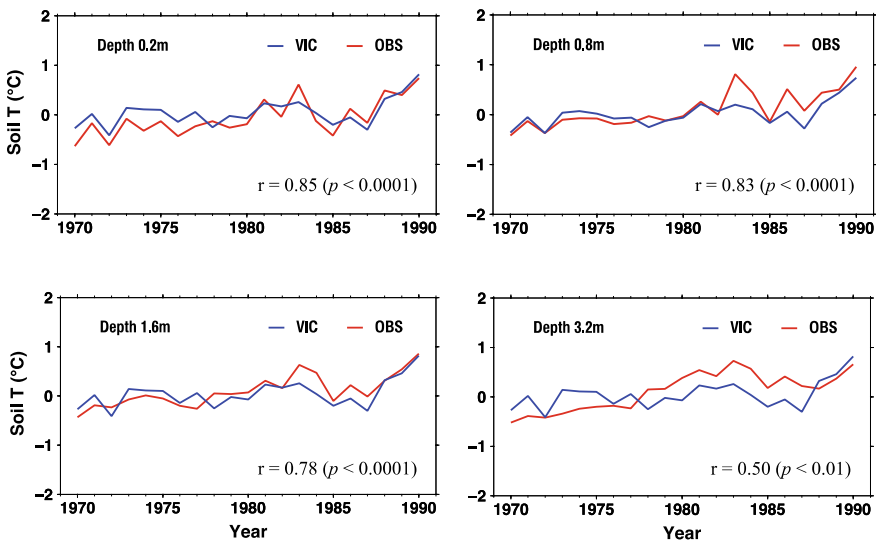 2
1
0
−1
−2
Soil T (°C)
Depth 0.2m VIC OBS
r = 0.85 (p < 0.0001)
1970 1975 1980 1985 1990
2
1
0
−1
−2
Depth 0.8m VIC OBS
r = 0.83 (p < 0.0001)
1970 1975 1980 1985 1990
2
1
0
−1
−2
Soil T (°C)
Depth 1.6m VIC OBS
r = 0.78 (p < 0.0001)
1970 1975 1980 1985 1990
Year
2
1
0
−1
−2
Depth 3.2m VIC OBS
r = 0.50 (p < 0.01)
1970 1975 1980 1985 1990
Year